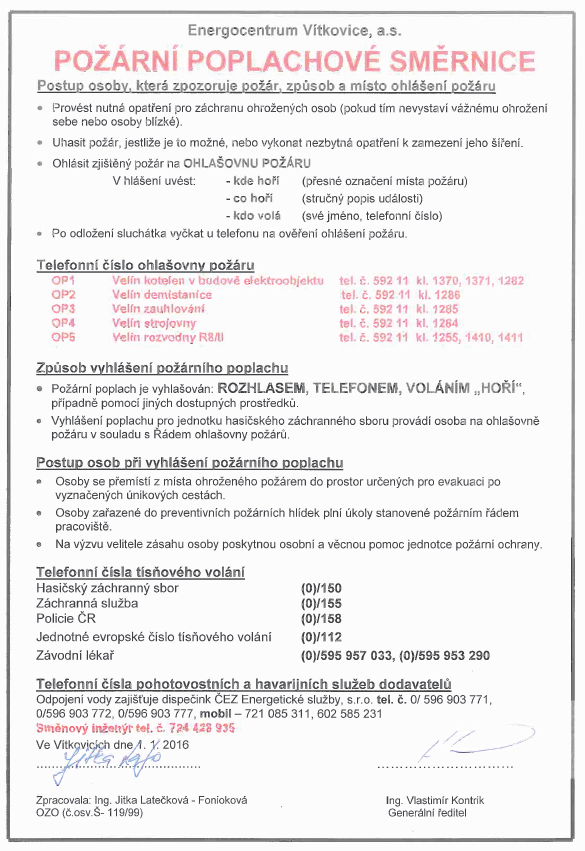 Energocentrum Vítkovice, a.s.
POŽÁRNÍ POPLACHOVÉ SMĚRNICE
Postup osoby, která zpozoruje požár, způsob a místo ohlášení požáru
• Provést nutná opatření pro záchranu ohrožených osob (pokud tím nevystaví vážnému ohrožení
sebe nebo osoby blízké).
• Uhasit požár, jestliže je to možné, nebo vykonat nezbytná opatření k zamezení jeho šíření.
• Ohlásit zjištěný požár na OHLAŠOVNU POŽÁRU
V hlášení uvést: - kde hoří (přesné označení místa požáru)
- co hoří (stručný popis události)
- kdo volá (své jméno, telefonní číslo)
• Po odložení sluchátka vyčkat u telefonu na ověření ohlášení požáru.
Telefonní číslo ohlašovny požáru
OP1 Velín kotelen v budově elektroobjektu tel. č. 592 11 kl. 1370, 1371, 1282
OP2 Velín demistanice tel. č. 592 11 kl. 1286
OP3 Velín zauhlování tel. č. 592 11 kl. 1285
OP4 Velín strojovny tel. č. 592 11 kl. 1284
OP5 Velín rozvodny R8/II tel. č. 592 11 kl. 1255, 1410, 1411
Způsob vyhlášení požárního poplachu
• Požární poplach je vyhlašován: ROZHLASEM, TELEFONEM, VOLÁNÍM „HOŘÍ“,
případně pomocí jiných dostupných prostředků.
• Vyhlášení poplachu pro jednotku hasičského záchranného sboru provádí osoba na ohlašovně
požáru v souladu s Řádem ohlašovny požárů.
Postup osob při vyhlášení požárního poplachu
• Osoby se přemístí z místa ohroženého požárem do prostor určených pro evakuaci po
vyznačených únikových cestách.
• Osoby zařazené do preventivních požárních hlídek plní úkoly stanovené požárním řádem
pracoviště.
• Na výzvu velitele zásahu osoby poskytnou osobní a věcnou pomoc jednotce požární ochrany.
Telefonní čísla tísňového volání
Hasičský záchranný sbor (0)/150
Záchranná služba (0)/155
Policie ČR (0)/158
Jednotné evropské číslo tísňového volání (0)/112
Závodní lékař (0)/595 957 033, (0)/595 953 290
Telefonní čísla pohotovostních a havarijních služeb dodavatelů
Odpojení vody zajišťuje dispečink ČEZ Energetické služby, s.r.o. tel. č. 0/ 596 903 771,
0/596 903 772, 0/596 903 777, mobil – 721 085 311, 602 585 231
Směnový inženýr tel. č. 724 428 935
Ve Vítkovicích dne 1. 1. 2016
Zpracovala: Ing. Jitka Latečková - Fonioková Ing. Vlastimír Kontrik
OZO (č.osv.Š- 119/99) Generální ředitel